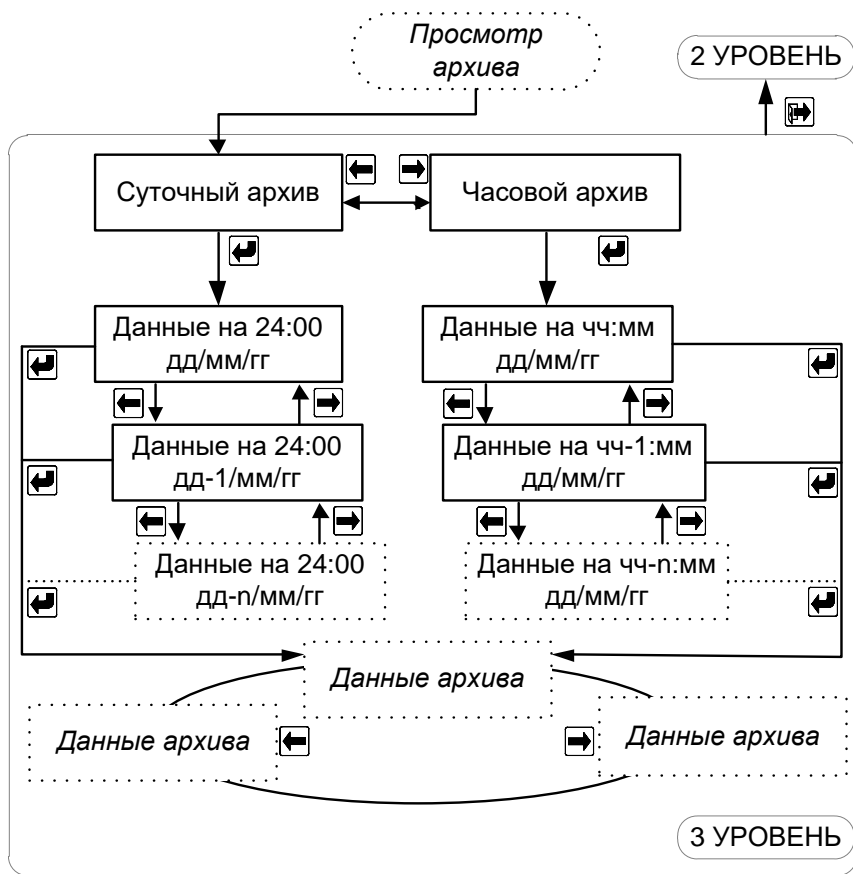 Просмотр
архива
2 УРОВЕНЬ
Суточный архив
Часовой архив
Данные на 24:00
дд/мм/гг
Данные на чч:мм
дд/мм/гг
Данные на 24:00
дд-1/мм/гг
Данные на чч-1:мм
дд/мм/гг
Данные на 24:00
дд-n/мм/гг
Данные на чч-n:мм
дд/мм/гг
Данные архива
Данные архива
Данные архива
3 УРОВЕНЬ